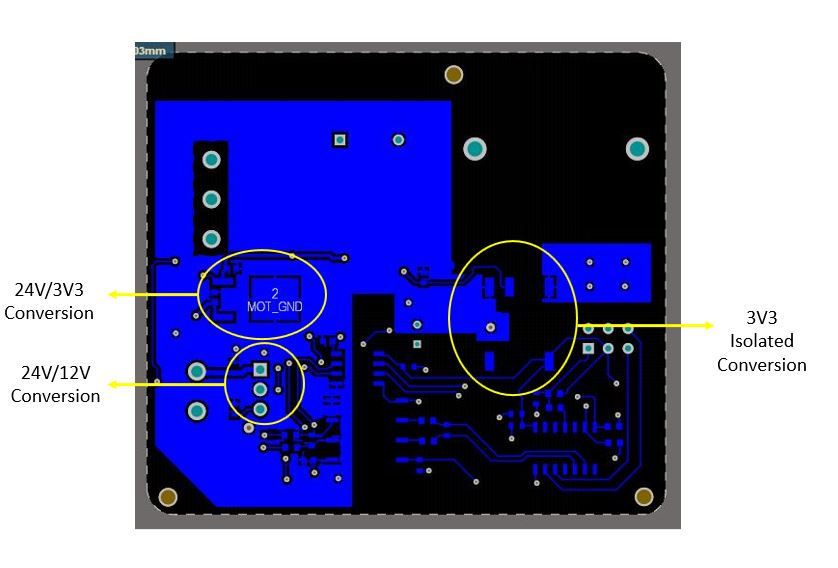 03mm
24V/3V3
Conversion
2
MOT_GND
3V3
Isolated
Conversion
24V/12V
Conversion